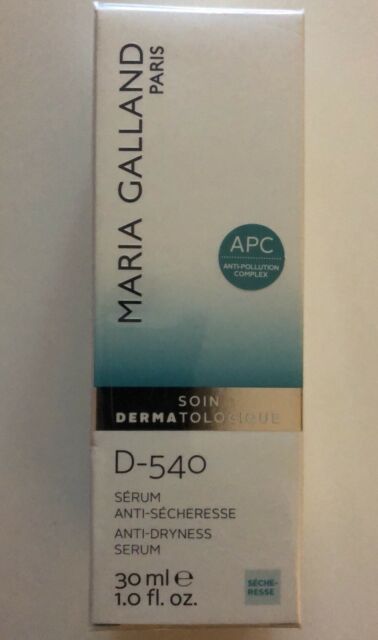 MARIA GALLAND
PARIS
APC
ANTI-POLLUTION
COMPLEX
SOIN
DERMATOLOGIQUE
D-540
SÉRUM
ANTI-SÉCHERESSE
ANTI-DRYNESS
SERUM
30 ml ℮
1.0 fl. oz.
SÉCHE-
RESSE